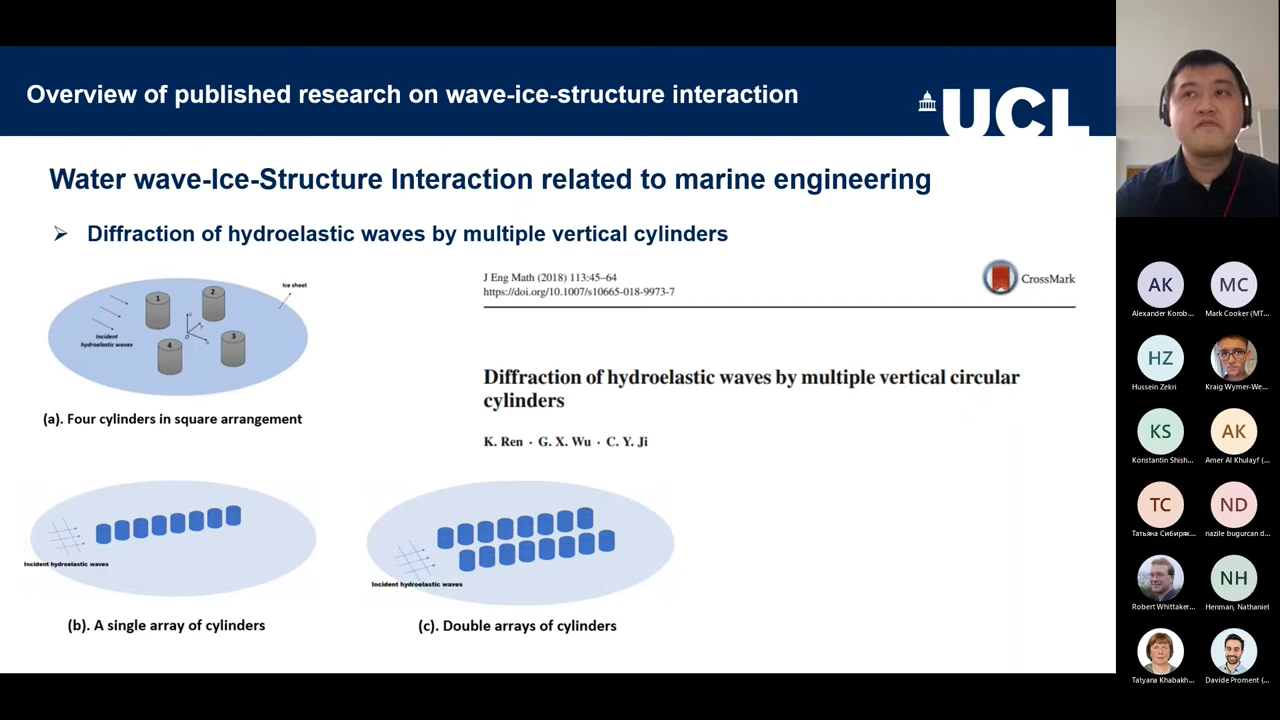 Overview of published research on wave-ice-structure interaction
UCL
Water wave-Ice-Structure Interaction related to marine engineering
➢ Diffraction of hydroelastic waves by multiple vertical cylinders
1
2
3
4
Ice sheet
Incident
hydroelastic waves
(a). Four cylinders in square arrangement
J Eng Math (2018) 113:45–64
https://doi.org/10.1007/s10665-018-9973-7
CrossMark
Diffraction of hydroelastic waves by multiple vertical circular
cylinders
K. Ren · G. X. Wu · C. Y. Ji
Incident hydroelastic waves
(b). A single array of cylinders
Incident hydroelastic waves
(c). Double arrays of cylinders
AK
MC
Alexander Korob...
Mark Cooker (MT...
HZ
Hussein Zekri
Kraig Wymer-We...
KS
AK
Konstantin Shish...
Amer Al Khulayf (...
TC
ND
Татьяна Сибиряк...
nazile bugurcan d...
NH
Robert Whittaker...
Henman, Nathaniel
Tatyana Khabakh...
Davide Proment (...